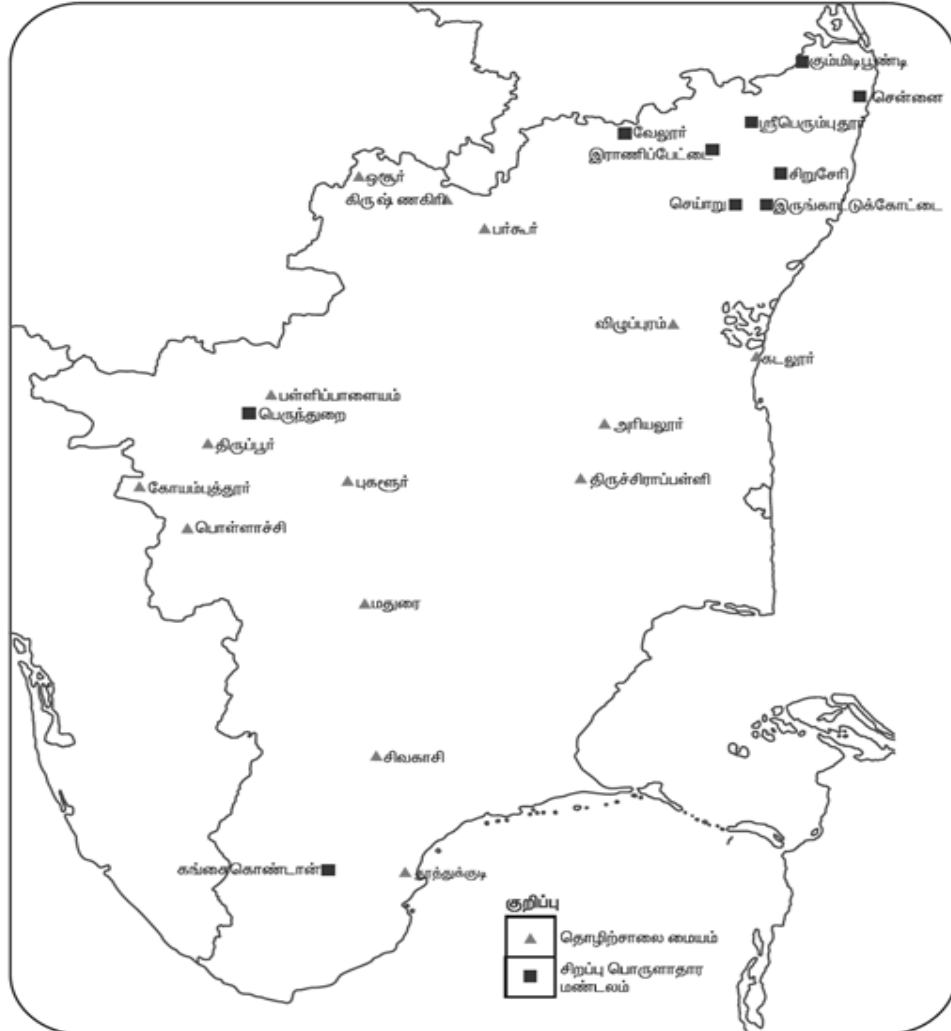 கும்மிடிபூண்டி
சென்னை
ஸ்ரீபெரும்புதூர்
வேலூர்
இராணிப்பேட்டை
சிறுசேரி
ஒசூர்
கிருஷ்ணகிரி
செய்யாறு
இருங்காட்டுக்கோட்டை
பர்கூர்
விழுப்புரம்
கடலூர்
பள்ளிப்பாளையம்
பெருந்துறை
அரியலூர்
திருப்பூர்
புகளூர்
திருச்சிராப்பள்ளி
கோயம்புத்தூர்
பொள்ளாச்சி
மதுரை
சிவகாசி
கங்கைகொண்டான்
தூத்துக்குடி
குறிப்பு
தொழிற்சாலை மையம்
சிறப்பு பொருளாதார
மண்டலம்